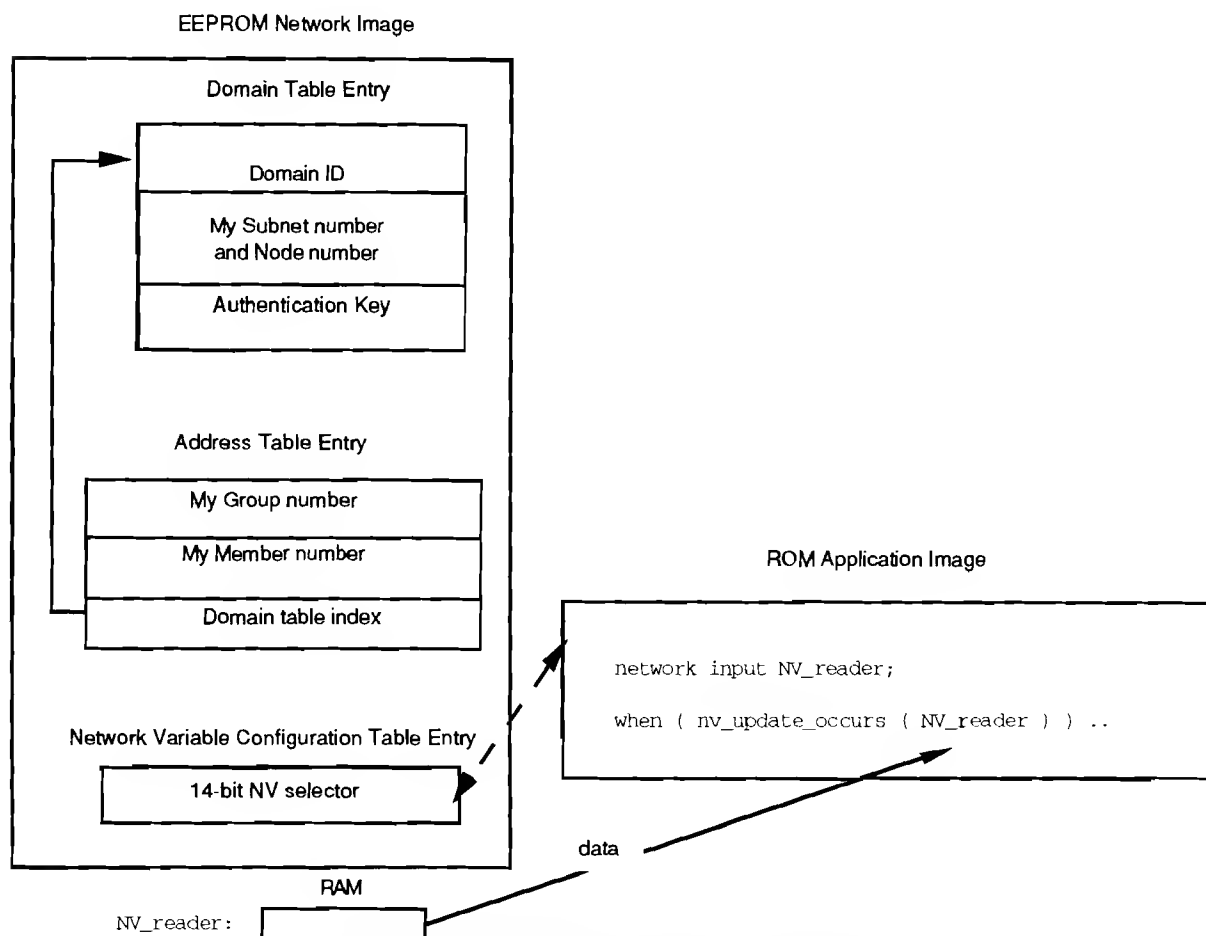 EEPROM Network Image
Domain Table Entry
Domain ID
My Subnet number
and Node number
Authentication Key
Address Table Entry
My Group number
My Member number
Domain table index
Network Variable Configuration Table Entry
14-bit NV selector
ROM Application Image
network input NV_reader;
when ( nv_update_occurs ( NV_reader ) ) ..
data
RAM
NV_reader: